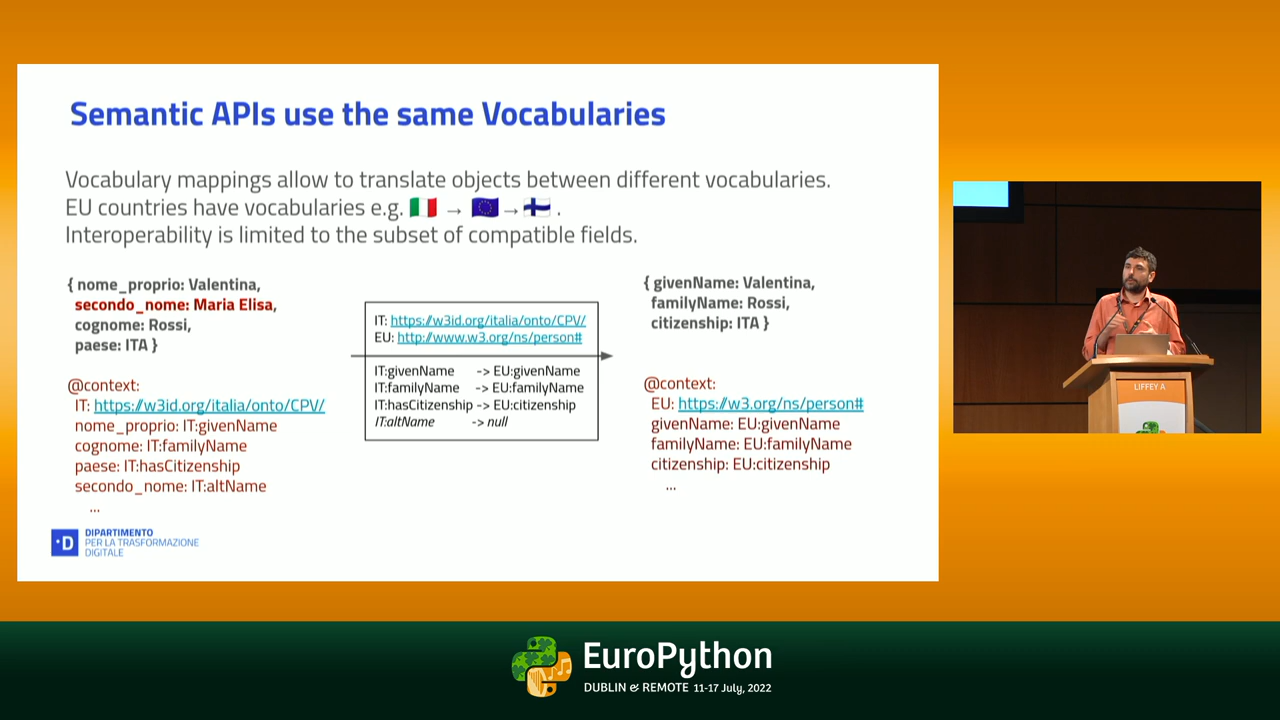 Semantic APIs use the same Vocabularies
Vocabulary mappings allow to translate objects between different vocabularies.
EU countries have vocabularies e.g. 🇮🇹 → 🇪🇺 → 🇫🇮 .
Interoperability is limited to the subset of compatible fields.
{ nome_proprio: Valentina,
secondo_nome: Maria Elisa,
cognome: Rossi,
paese: ITA }
@context:
IT: https://w3id.org/italia/onto/CPV/
nome_proprio: IT:givenName
cognome: IT:familyName
paese: IT:hasCitizenship
secondo_nome: IT:altName
...
IT: https://w3id.org/italia/onto/CPV/
EU: http://www.w3.org/ns/person#
IT:givenName -> EU:givenName
IT:familyName -> EU:familyName
IT:hasCitizenship -> EU:citizenship
IT:altName -> null
{ givenName: Valentina,
familyName: Rossi,
citizenship: ITA }
@context:
EU: https://w3.org/ns/person#
givenName: EU:givenName
familyName: EU:familyName
citizenship: EU:citizenship
...
·D DIPARTIMENTO
PER LA TRASFORMAZIONE
DIGITALE
LIFFEY A
EuroPython
DUBLIN & REMOTE 11-17 July, 2022